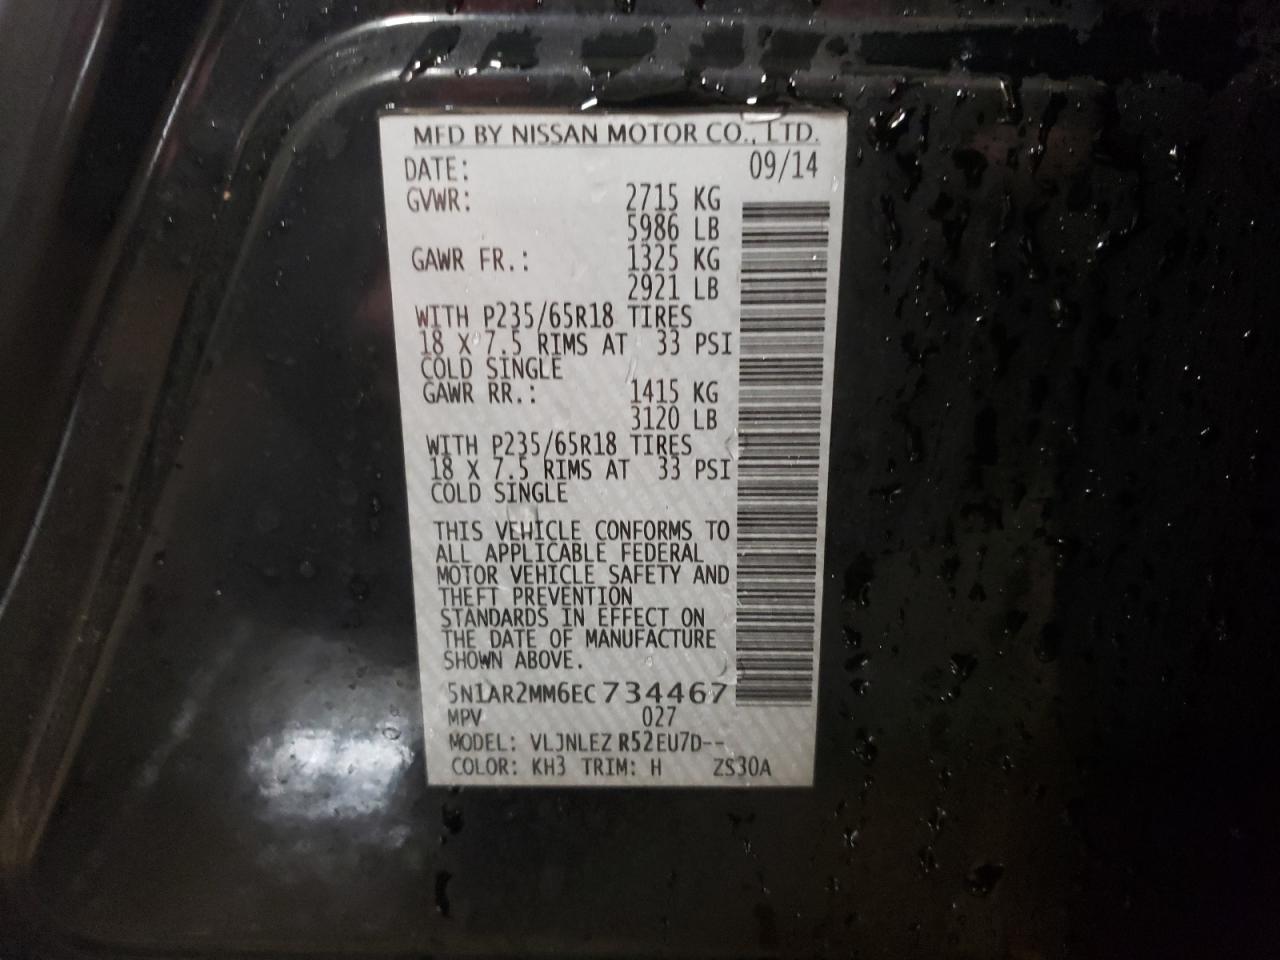 MFD BY NISSAN MOTOR CO., LTD.
DATE: 09/14
GVWR: 2715 KG
5986 LB
GAWR FR.: 1325 KG
2921 LB
WITH P235/65R18 TIRES
18 X 7.5 RIMS AT 33 PSI
COLD SINGLE
GAWR RR.: 1415 KG
3120 LB
WITH P235/65R18 TIRES
18 X 7.5 RIMS AT 33 PSI
COLD SINGLE
THIS VEHICLE CONFORMS TO
ALL APPLICABLE FEDERAL
MOTOR VEHICLE SAFETY AND
THEFT PREVENTION
STANDARDS IN EFFECT ON
THE DATE OF MANUFACTURE
SHOWN ABOVE.
5N1AR2MM6EC734467
MPV 027
MODEL: VLJNLEZ R52EU7D--
COLOR: KH3 TRIM: H ZS30A